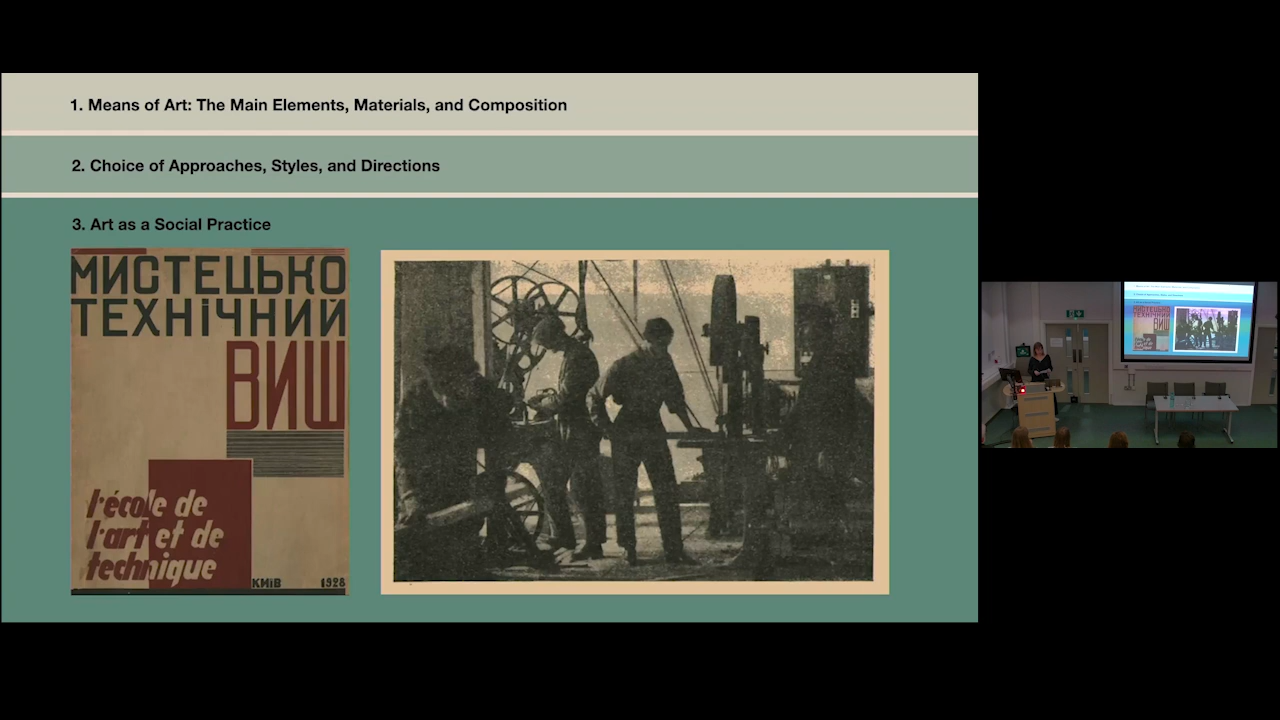 1. Means of Art: The Main Elements, Materials, and Composition
2. Choice of Approaches, Styles, and Directions
3. Art as a Social Practice
МИСТЕЦЬКО
ТЕХНІЧНИЙ
ВИШ
l'école de
l'art et de
technique
КИЇВ 1928